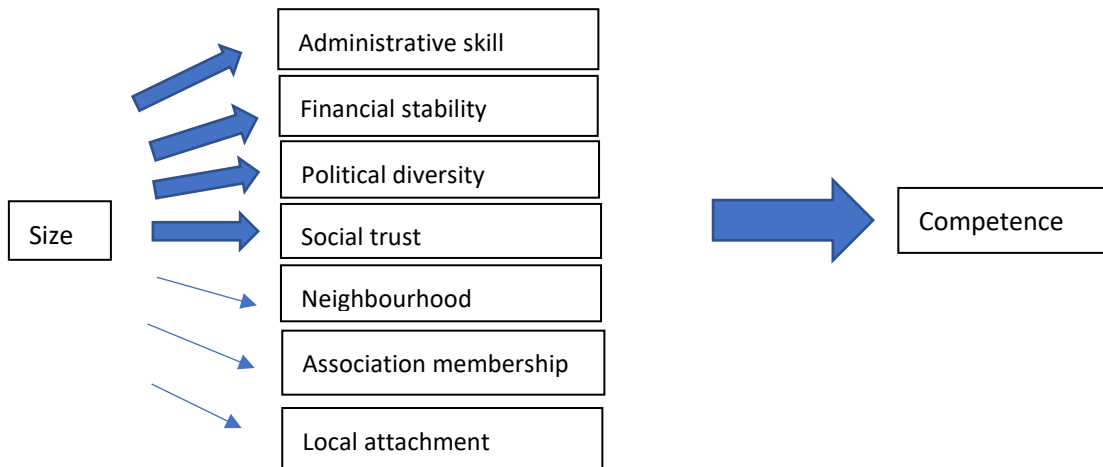 Administrative skill
Financial stability
Political diversity
Size
Social trust
Competence
Neighbourhood
Association membership
Local attachment